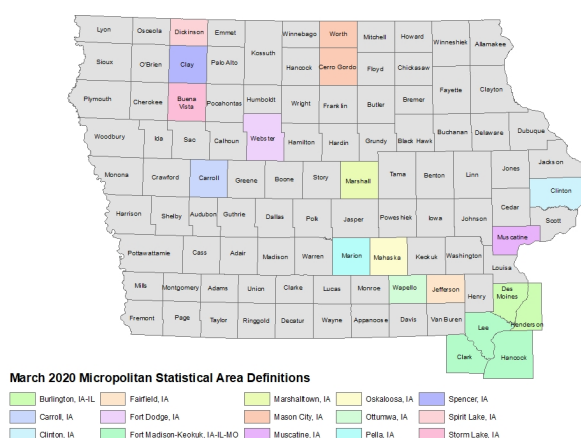 Lyon Osceola Dickinson Emmet Winnebago Worth Mitchell Howard Winneshiek Allamakee
Kossuth
Sioux O'Brien Clay Palo Alto Hancock Cerro Gordo Floyd Chickasaw
Plymouth Cherokee Buena Vista Pocahontas Humboldt Wright Franklin Butler Bremer Fayette Clayton
Woodbury Ida Sac Calhoun Webster Hamilton Hardin Grundy Black Hawk Buchanan Delaware Dubuque
Monona Crawford Carroll Greene Boone Story Marshall Tama Benton Linn Jones Jackson
Clinton
Harrison Shelby Audubon Guthrie Dallas Polk Jasper Poweshiek Iowa Johnson Cedar Scott
Muscatine
Pottawattamie Cass Adair Madison Warren Marion Mahaska Keokuk Washington Louisa
Mills Montgomery Adams Union Clarke Lucas Monroe Wapello Jefferson Henry Des Moines
Fremont Page Taylor Ringgold Decatur Wayne Appanoose Davis Van Buren Lee Henderson
Clark Hancock
March 2020 Micropolitan Statistical Area Definitions
Burlington, IA-IL Fairfield, IA Marshalltown, IA Oskaloosa, IA Spencer, IA
Carroll, IA Fort Dodge, IA Mason City, IA Ottumwa, IA Spirit Lake, IA
Clinton, IA Fort Madison-Keokuk, IA-IL-MO Muscatine, IA Pella, IA Storm Lake, IA